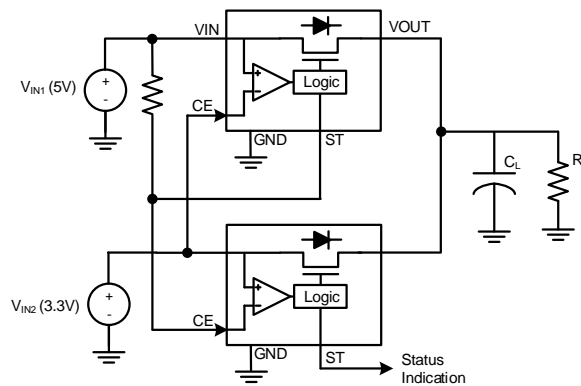 VIN
VOUT
VIN1 (5V)
+
-
+
-
Logic
CE
GND
ST
CL
R
VIN2 (3.3V)
+
-
+
-
Logic
CE
GND
ST
Status
Indication